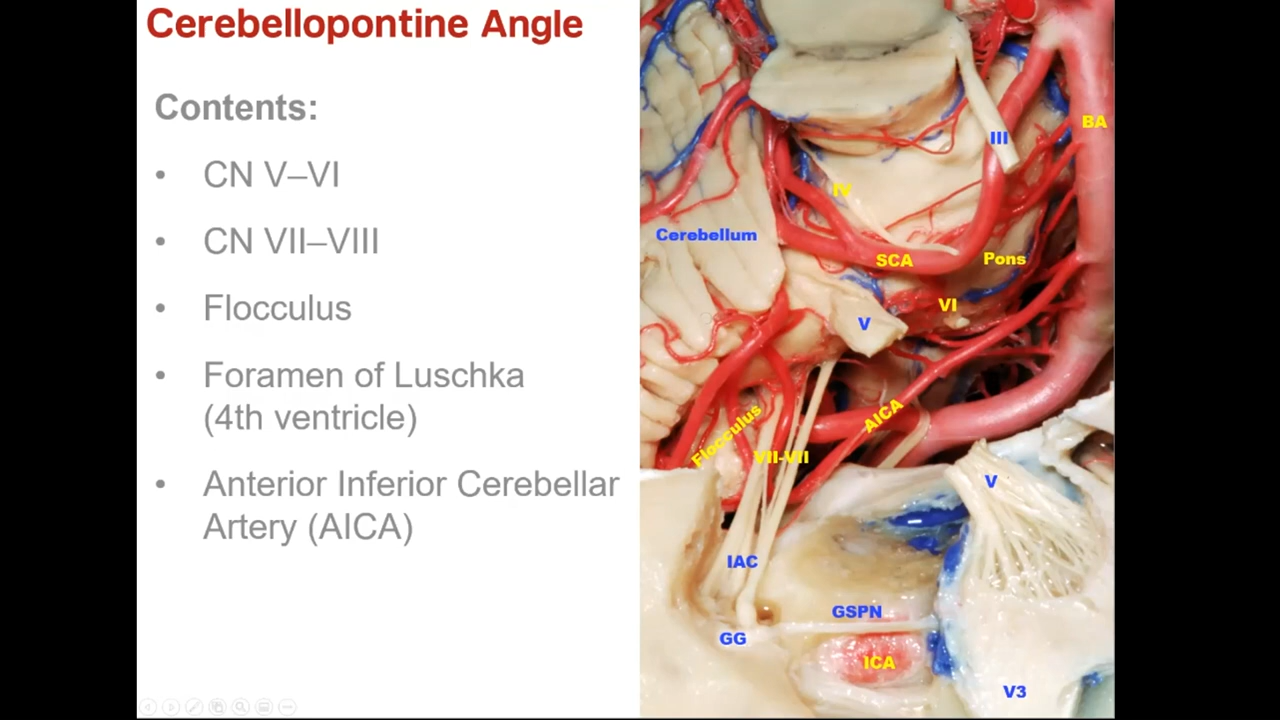 Cerebellopontine Angle
Contents:
• CN V–VI
• CN VII–VIII
• Flocculus
• Foramen of Luschka
(4th ventricle)
• Anterior Inferior Cerebellar
Artery (AICA)
BA
III
IV
Cerebellum
SCA
Pons
VI
V
AICA
Flocculus
VII-VII
V
IAC
GSPN
GG
ICA
V3